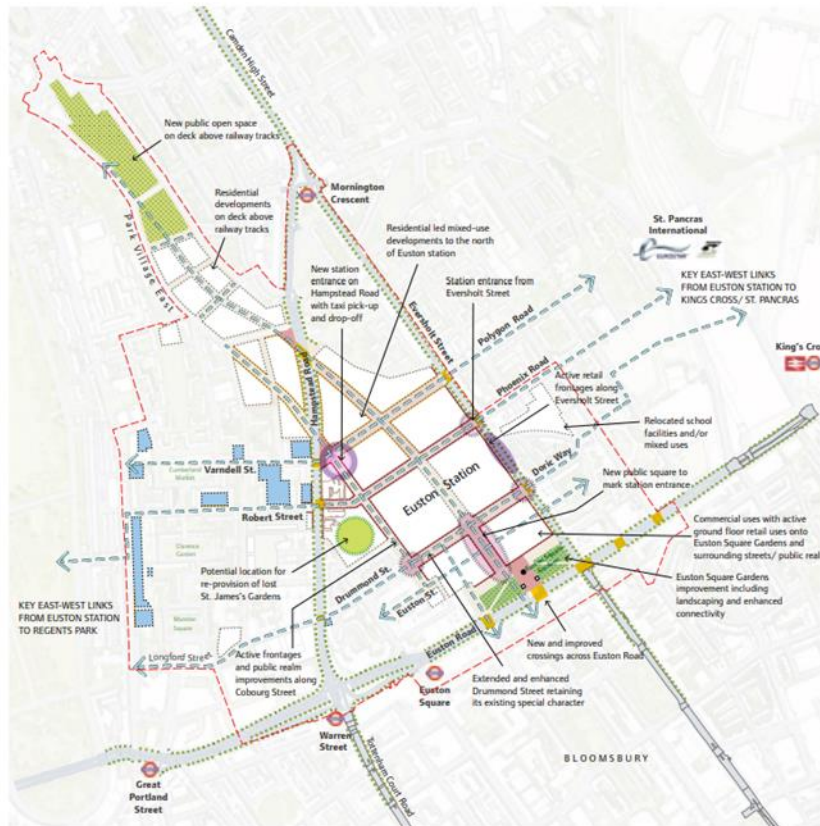 Camden High Street
New public open space
on deck above railway tracks
Residential
developments
on deck above
railway tracks
Mornington
Crescent
Residential led mixed-use
developments to the north
of Euston station
St. Pancras
International
EUROSTAR
KEY EAST-WEST LINKS
FROM EUSTON STATION TO
KINGS CROSS/ ST. PANCRAS
New station
entrance on
Hampstead Road
with taxi pick-up
and drop-off
Station entrance from
Eversholt Street
Park Village East
Eversholt Street
Polygon Road
Hampstead Road
Phoenix Road
King's Cro
Active retail
frontages along
Eversholt Street
Relocated school
facilities and/or
mixed uses
Varndell St.
Cumberland
Market
Euston Station
Doric Way
New public square to
mark station entrance
Robert Street
Clarence
Garden
Commercial uses with active
ground floor retail uses onto
Euston Square Gardens and
surrounding streets/ public real
Potential location for
re-provision of lost
St. James's Gardens
Drummond St.
Euston St.
Euston Square Gardens
improvement including
landscaping and enhanced
connectivity
KEY EAST-WEST LINKS
FROM EUSTON STATION
TO REGENTS PARK
Munster
Square
Longford Street
Active frontages
and public realm
improvements along
Cobourg Street
Euston Road
New and improved
crossings across Euston Road
Extended and enhanced
Drummond Street retaining
its existing special character
Euston
Square
Warren
Street
Tottenham Court Road
BLOOMSBURY
Great
Portland
Street